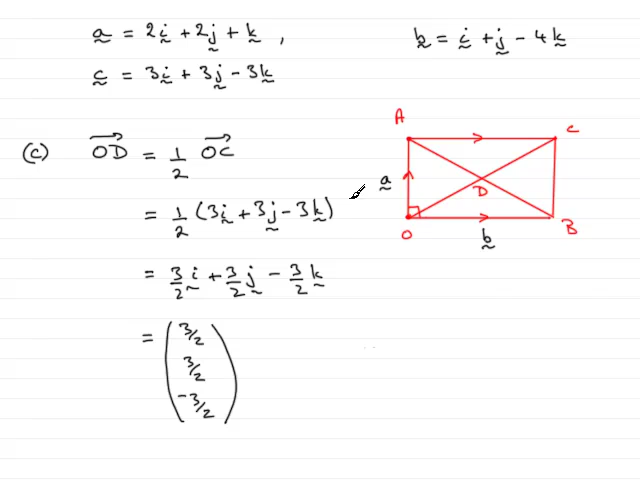 a = 2i + 2j + k ,
b = i + j - 4k
c = 3i + 3j - 3k
(c) OD = 1/2 OC
= 1/2 (3i + 3j - 3k)
= 3/2 i + 3/2 j - 3/2 k
= ( 3/2
3/2
-3/2 )
A
C
a
D
O
b
B